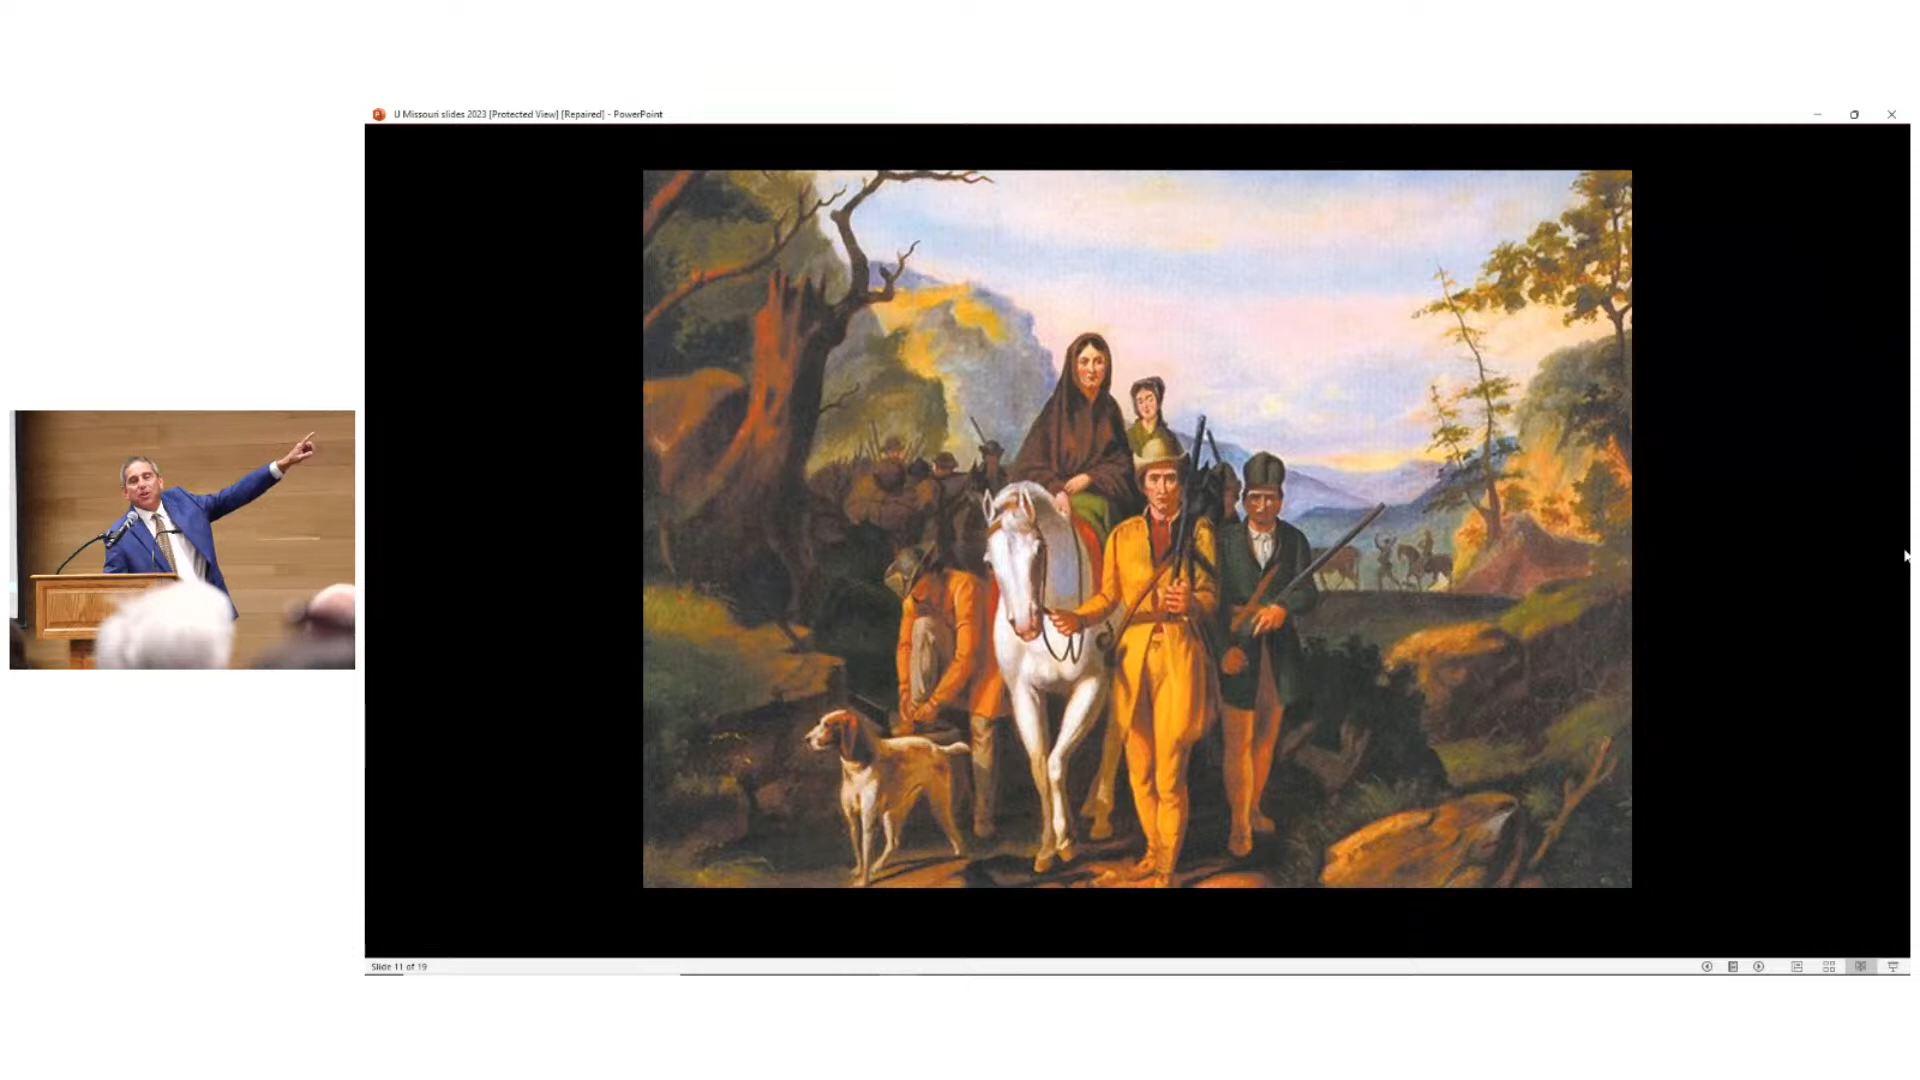 U Missouri slides 2023 [Protected View] [Repaired] - PowerPoint
Slide 11 of 19